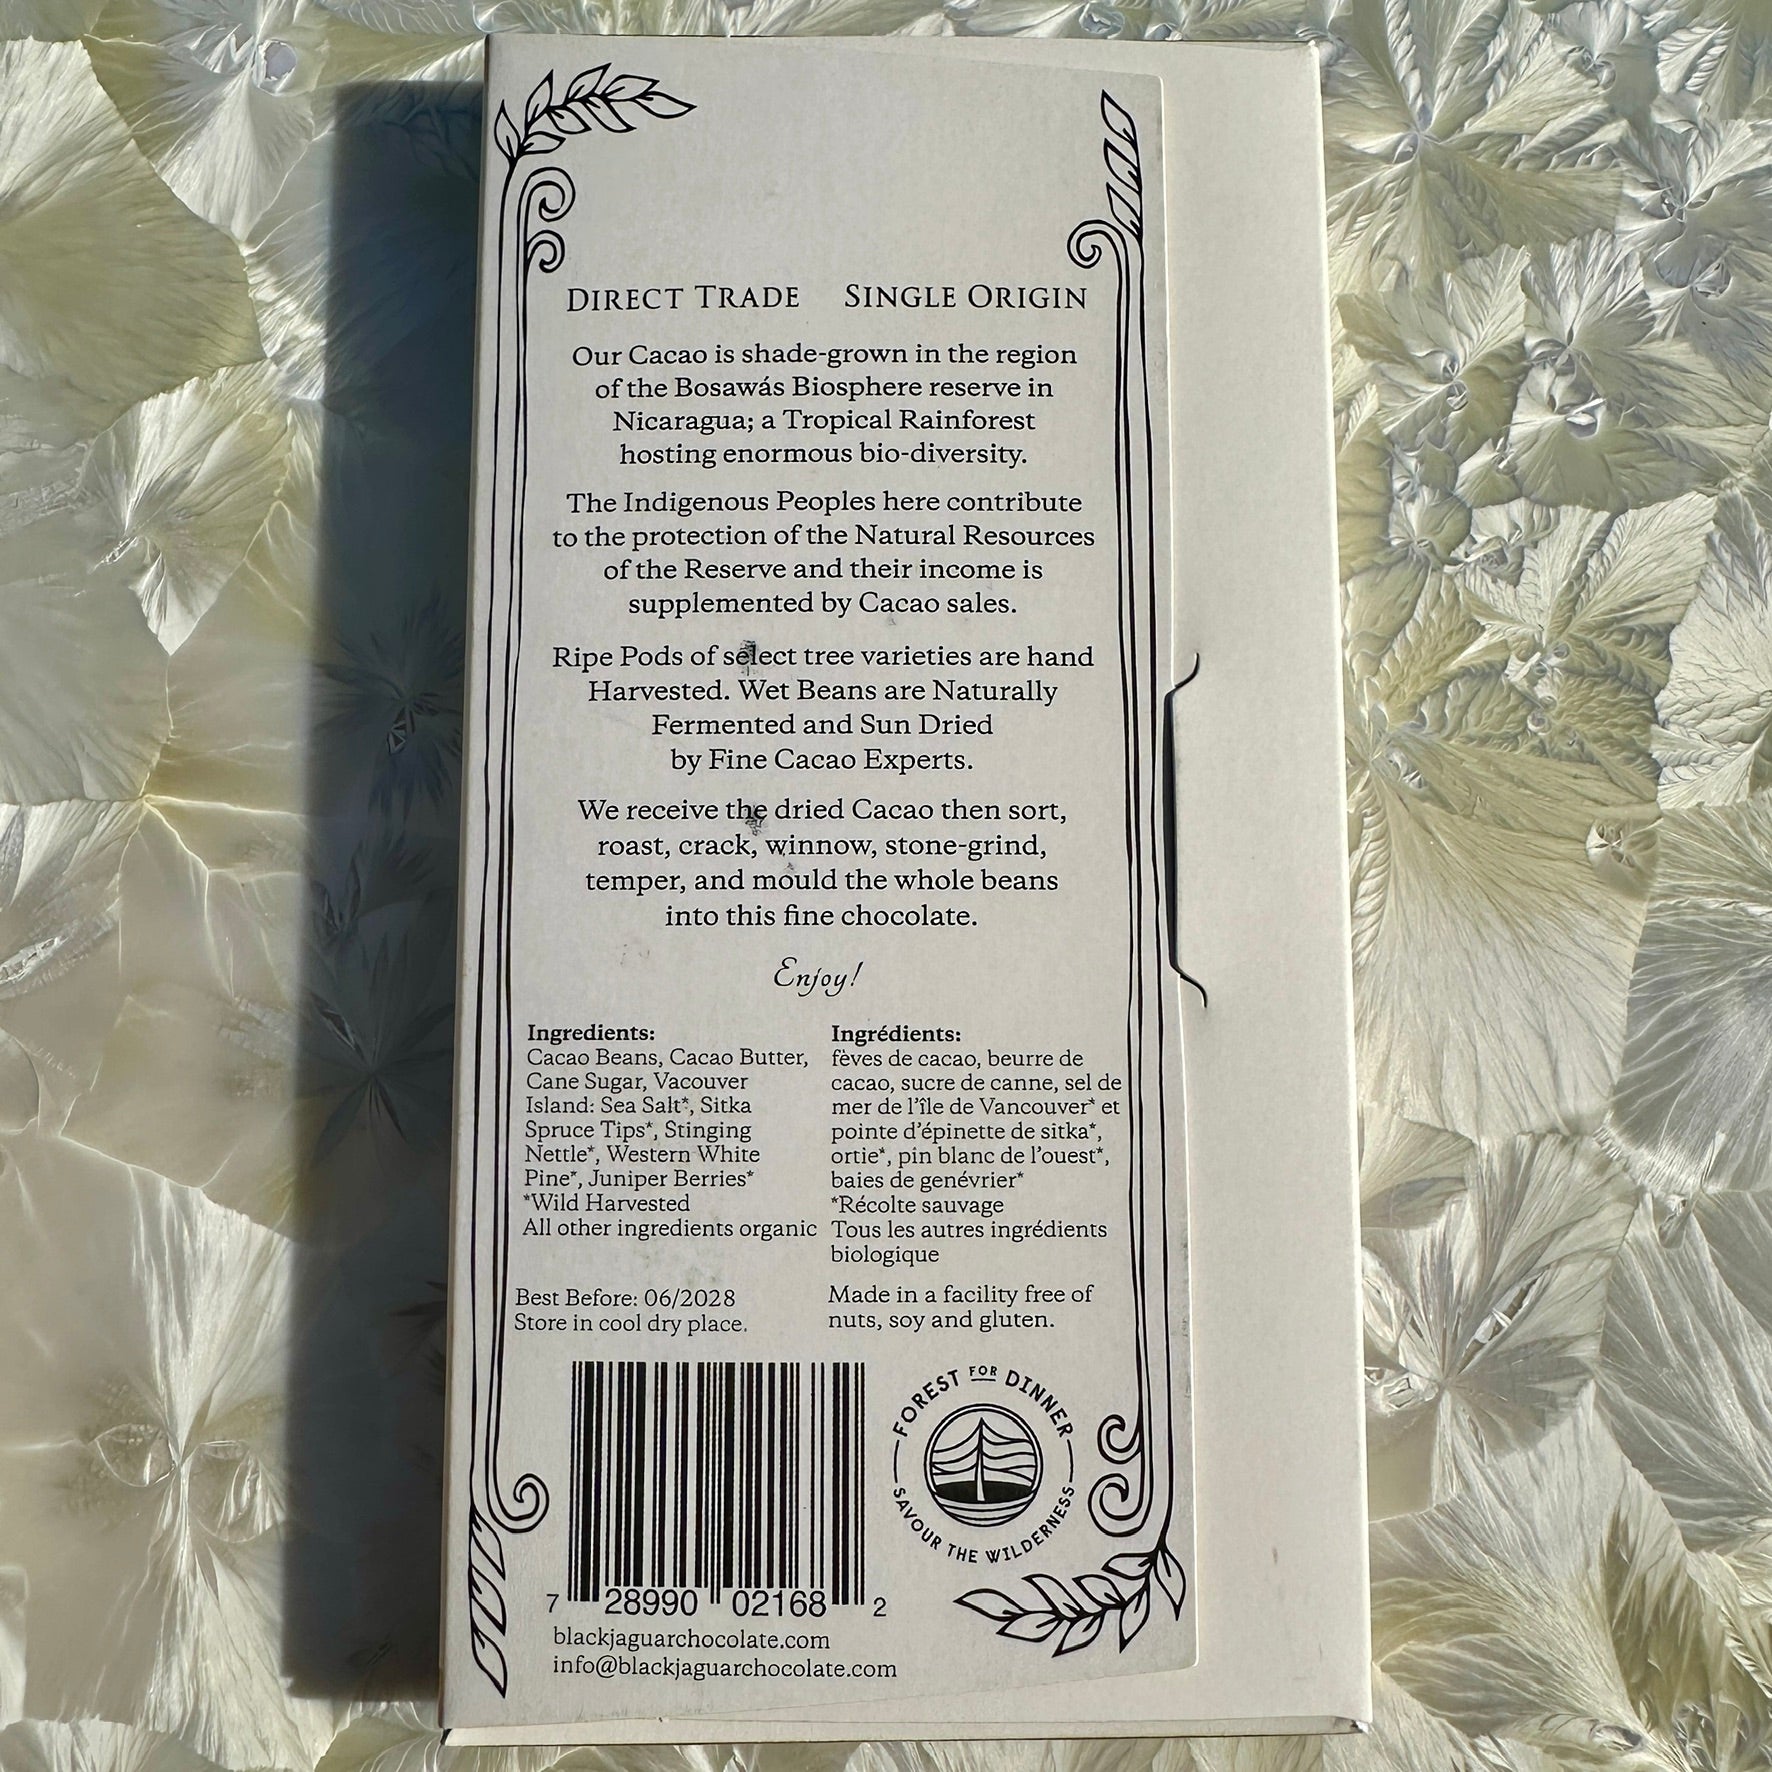 DIRECT TRADE SINGLE ORIGIN
Our Cacao is shade-grown in the region
of the Bosawás Biosphere reserve in
Nicaragua; a Tropical Rainforest
hosting enormous bio-diversity.
The Indigenous Peoples here contribute
to the protection of the Natural Resources
of the Reserve and their income is
supplemented by Cacao sales.
Ripe Pods of select tree varieties are hand
Harvested. Wet Beans are Naturally
Fermented and Sun Dried
by Fine Cacao Experts.
We receive the dried Cacao then sort,
roast, crack, winnow, stone-grind,
temper, and mould the whole beans
into this fine chocolate.
Enjoy!
Ingredients:
Cacao Beans, Cacao Butter,
Cane Sugar, Vacouver
Island: Sea Salt*, Sitka
Spruce Tips*, Stinging
Nettle*, Western White
Pine*, Juniper Berries*
*Wild Harvested
All other ingredients organic
Ingrédients:
fèves de cacao, beurre de
cacao, sucre de canne, sel de
mer de l'île de Vancouver* et
pointe d'épinette de sitka*,
ortie*, pin blanc de l'ouest*,
baies de genévrier*
*Récolte sauvage
Tous les autres ingrédients
biologique
Best Before: 06/2028
Store in cool dry place.
Made in a facility free of
nuts, soy and gluten.
7 28990 02168 2
FOREST FOR DINNER
SAVOUR THE WILDERNESS
blackjaguarchocolate.com
info@blackjaguarchocolate.com